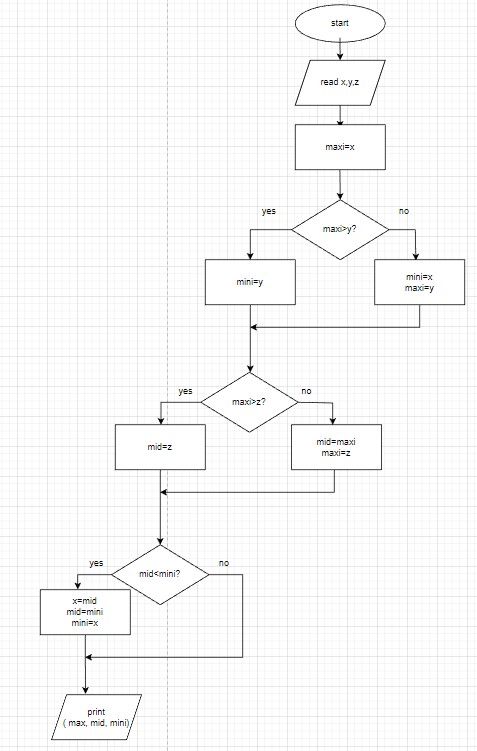 start
read x,y,z
maxi=x
maxi>y?
yes
no
mini=y
mini=x
maxi=y
maxi>z?
yes
no
mid=z
mid=maxi
maxi=z
mid<mini?
yes
no
x=mid
mid=mini
mini=x
print
( max, mid, mini)